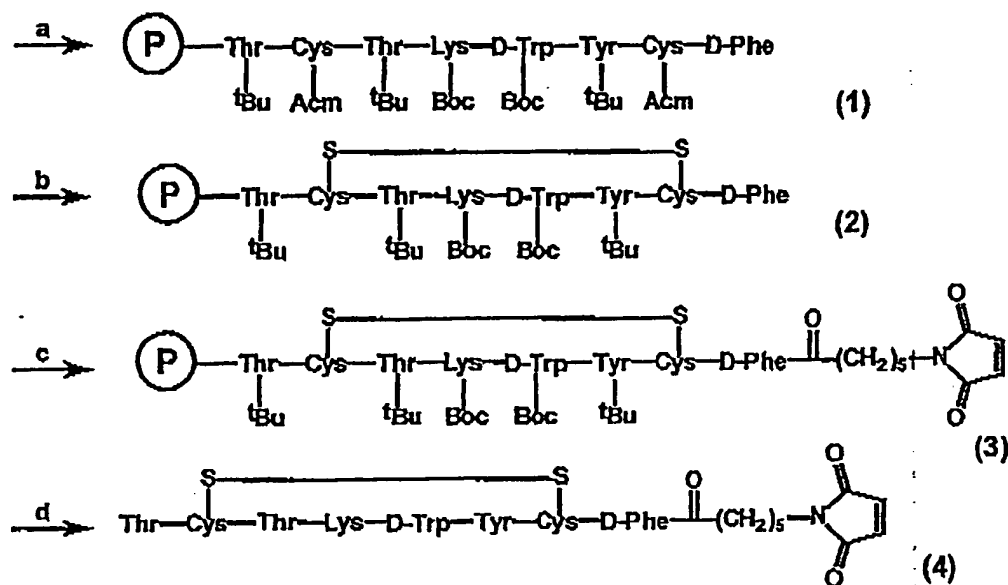 a
P Thr Cys Thr Lys D-Trp Tyr Cys D-Phe
tBu Acm tBu Boc Boc tBu Acm
(1)
S S
b
P Thr Cys Thr Lys D-Trp Tyr Cys D-Phe
tBu tBu Boc Boc tBu
(2)
S S O O
c
P Thr Cys Thr Lys D-Trp Tyr Cys D-Phe (CH2)5 N
tBu tBu Boc Boc tBu O
(3)
S S O O
d
Thr Cys Thr Lys D-Trp Tyr Cys D-Phe (CH2)5 N
O
(4)